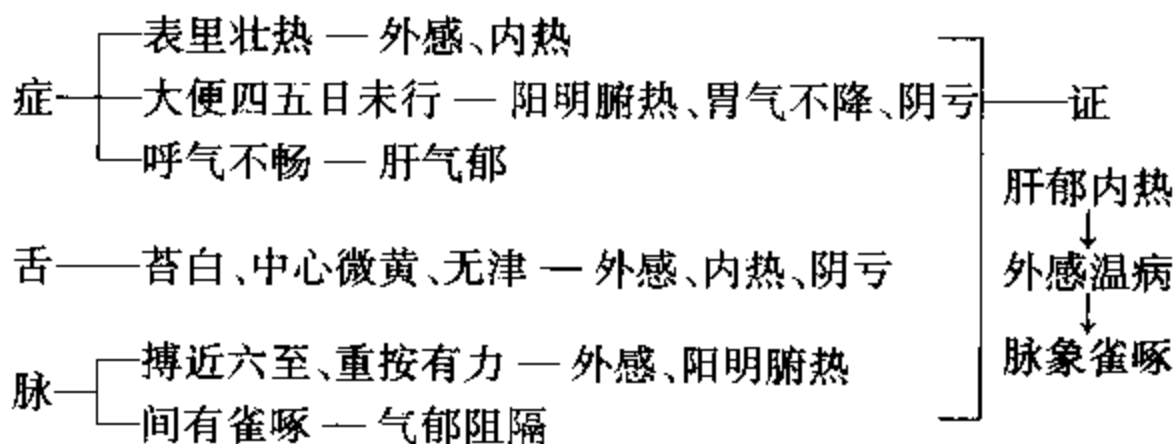 表里壮热 — 外感、内热
症 大便四五日未行 — 阳明腑热、胃气不降、阴亏 证
呼气不畅 — 肝气郁
肝郁内热
舌 苔白、中心微黄、无津 — 外感、内热、阴亏 外感温病
搏近六至、重按有力 — 外感、阳明腑热 脉象雀啄
脉
间有雀啄 — 气郁阻隔